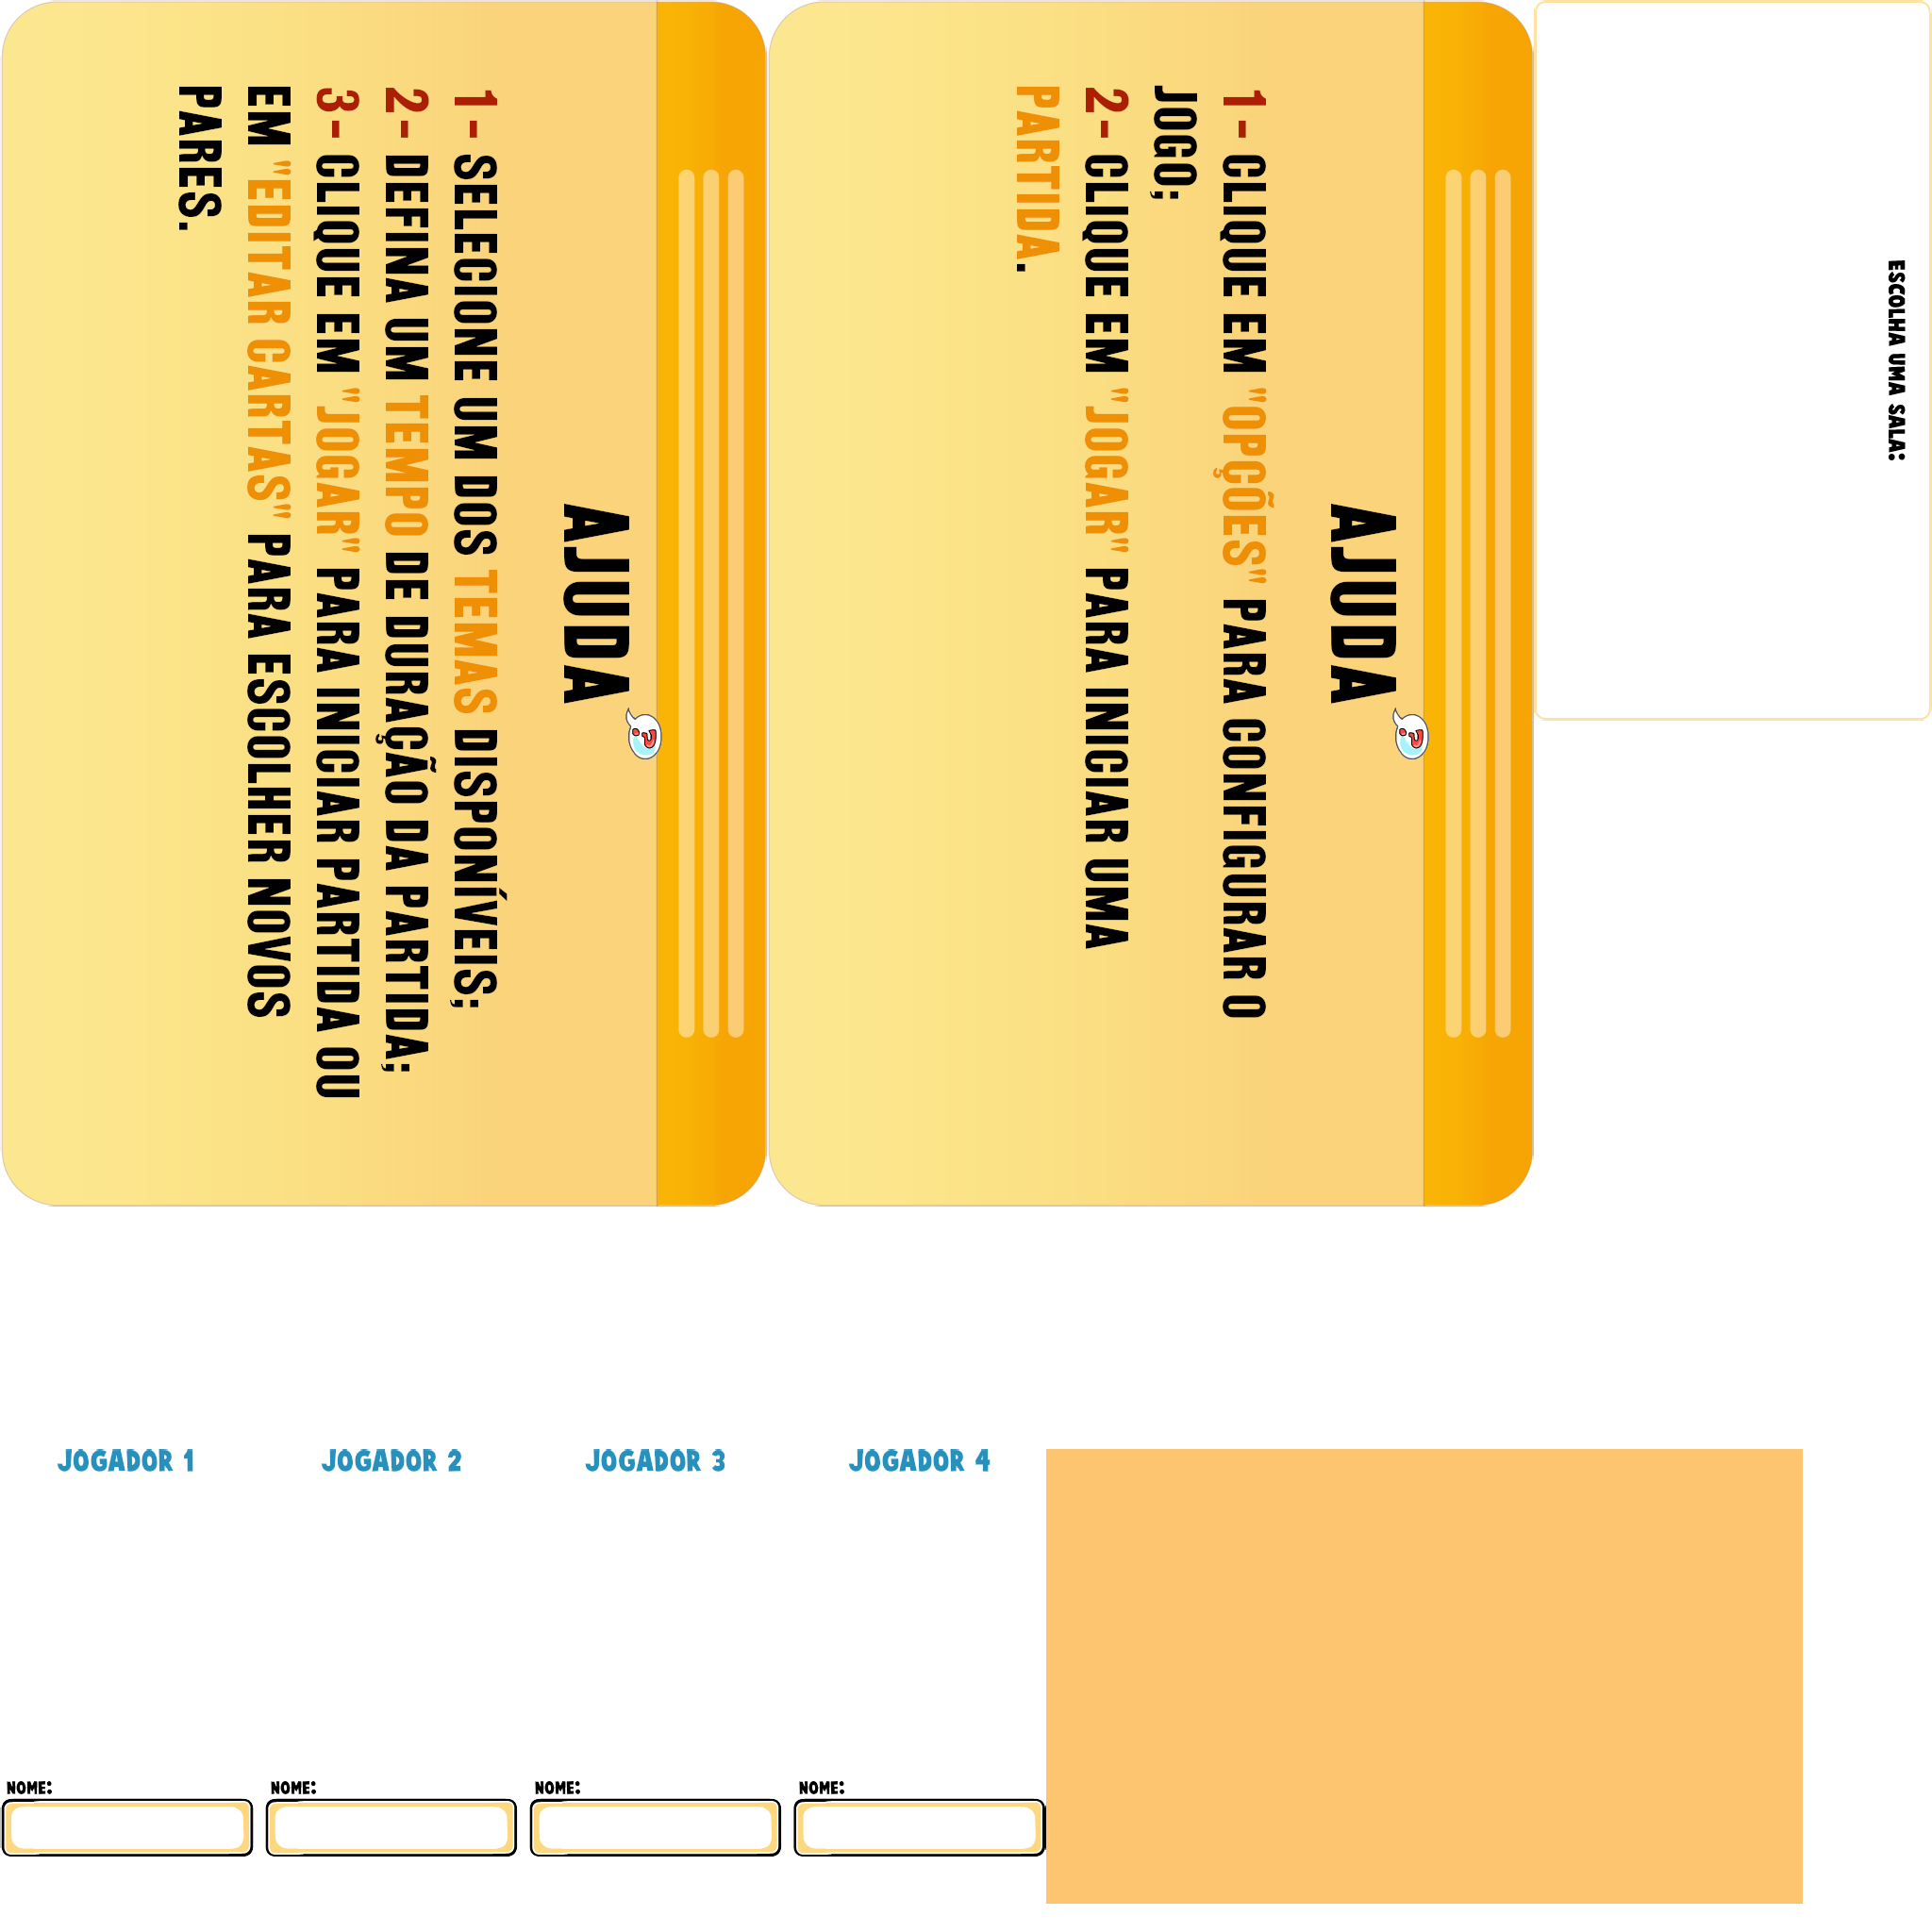 AJUDA
1- SELECIONE UM DOS TEMAS DISPONÍVEIS;
2- DEFINA UM TEMPO DE DURAÇÃO DA PARTIDA;
3- CLIQUE EM "JOGAR" PARA INICIAR PARTIDA OU
EM "EDITAR CARTAS" PARA ESCOLHER NOVOS
PARES.
AJUDA
1- CLIQUE EM "OPÇÕES" PARA CONFIGURAR O
JOGO;
2- CLIQUE EM "JOGAR" PARA INICIAR UMA
PARTIDA.
ESCOLHA UMA SALA:
JOGADOR 1
JOGADOR 2
JOGADOR 3
JOGADOR 4
NOME:
NOME:
NOME:
NOME: